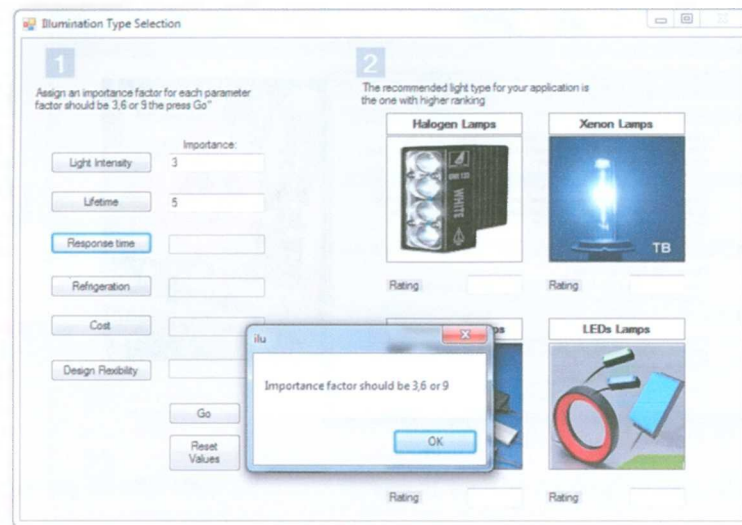 Illumination Type Selection
1
Assign an importance factor for each parameter
factor should be 3,6 or 9 the press Go"
Importance:
Light Intensity
3
Lifetime
5
Response time
Refrigeration
Cost
Design Flexibility
Go
Reset
Values
2
The recommended light type for your application is
the one with higher ranking
Halogen Lamps
Xenon Lamps
WHITE
TB
Rating
Rating
ps
LEDs Lamps
Rating
Rating
ilu
Importance factor should be 3,6 or 9
OK